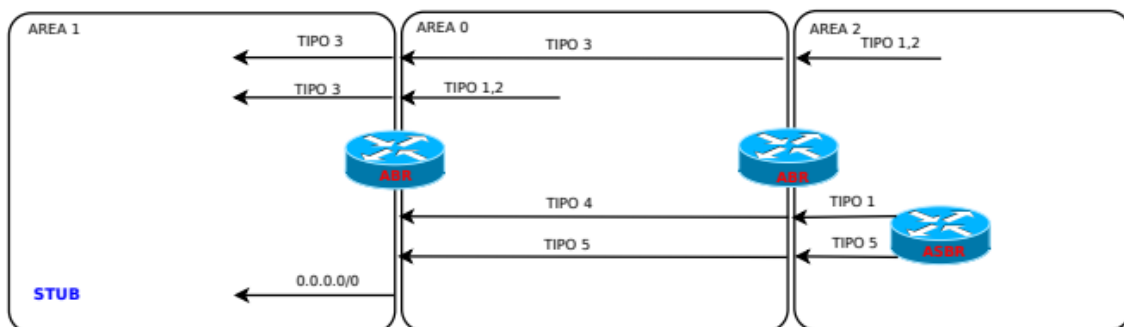 AREA 1
AREA 0
AREA 2
TIPO 3
TIPO 3
TIPO 1,2
TIPO 3
TIPO 1,2
ABR
ABR
TIPO 4
TIPO 1
TIPO 5
TIPO 5
ASBR
0.0.0.0/0
STUB